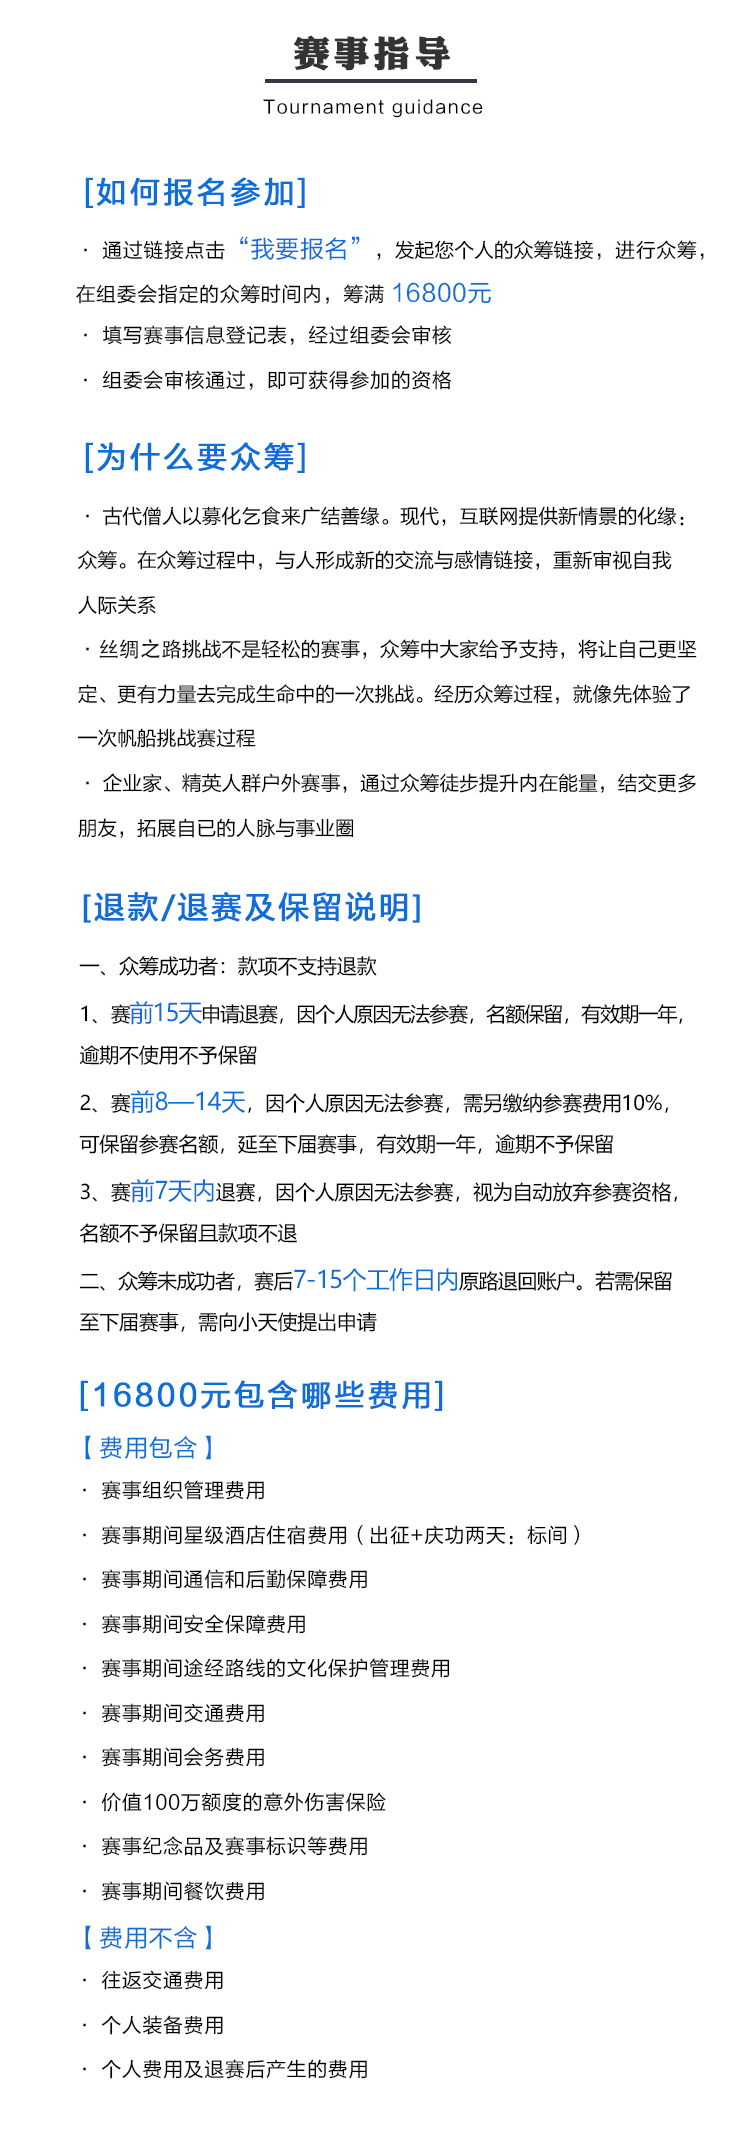 赛事指导
Tournament guidance
[如何报名参加]
· 通过链接点击“我要报名”，发起您个人的众筹链接，进行众筹，
在组委会指定的众筹时间内，筹满 16800元
· 填写赛事信息登记表，经过组委会审核
· 组委会审核通过，即可获得参加的资格
[为什么要众筹]
· 古代僧人以募化乞食来广结善缘。现代，互联网提供新情景的化缘：
众筹。在众筹过程中，与人形成新的交流与感情链接，重新审视自我
人际关系
· 丝绸之路挑战不是轻松的赛事，众筹中大家给予支持，将让自己更坚
定、更有力量去完成生命中的一次挑战。经历众筹过程，就像先体验了
一次帆船挑战赛过程
· 企业家、精英人群户外赛事，通过众筹徒步提升内在能量，结交更多
朋友，拓展自已的人脉与事业圈
[退款/退赛及保留说明]
一、众筹成功者：款项不支持退款
1、赛前15天申请退赛，因个人原因无法参赛，名额保留，有效期一年，
逾期不使用不予保留
2、赛前8—14天，因个人原因无法参赛，需另缴纳参赛费用10%，
可保留参赛名额，延至下届赛事，有效期一年，逾期不予保留
3、赛前7天内退赛，因个人原因无法参赛，视为自动放弃参赛资格，
名额不予保留且款项不退
二、众筹未成功者，赛后7-15个工作日内原路退回账户。若需保留
至下届赛事，需向小天使提出申请
[16800元包含哪些费用]
【费用包含】
· 赛事组织管理费用
· 赛事期间星级酒店住宿费用（出征+庆功两天：标间）
· 赛事期间通信和后勤保障费用
· 赛事期间安全保障费用
· 赛事期间途经路线的文化保护管理费用
· 赛事期间交通费用
· 赛事期间会务费用
· 价值100万额度的意外伤害保险
· 赛事纪念品及赛事标识等费用
· 赛事期间餐饮费用
【费用不含】
· 往返交通费用
· 个人装备费用
· 个人费用及退赛后产生的费用